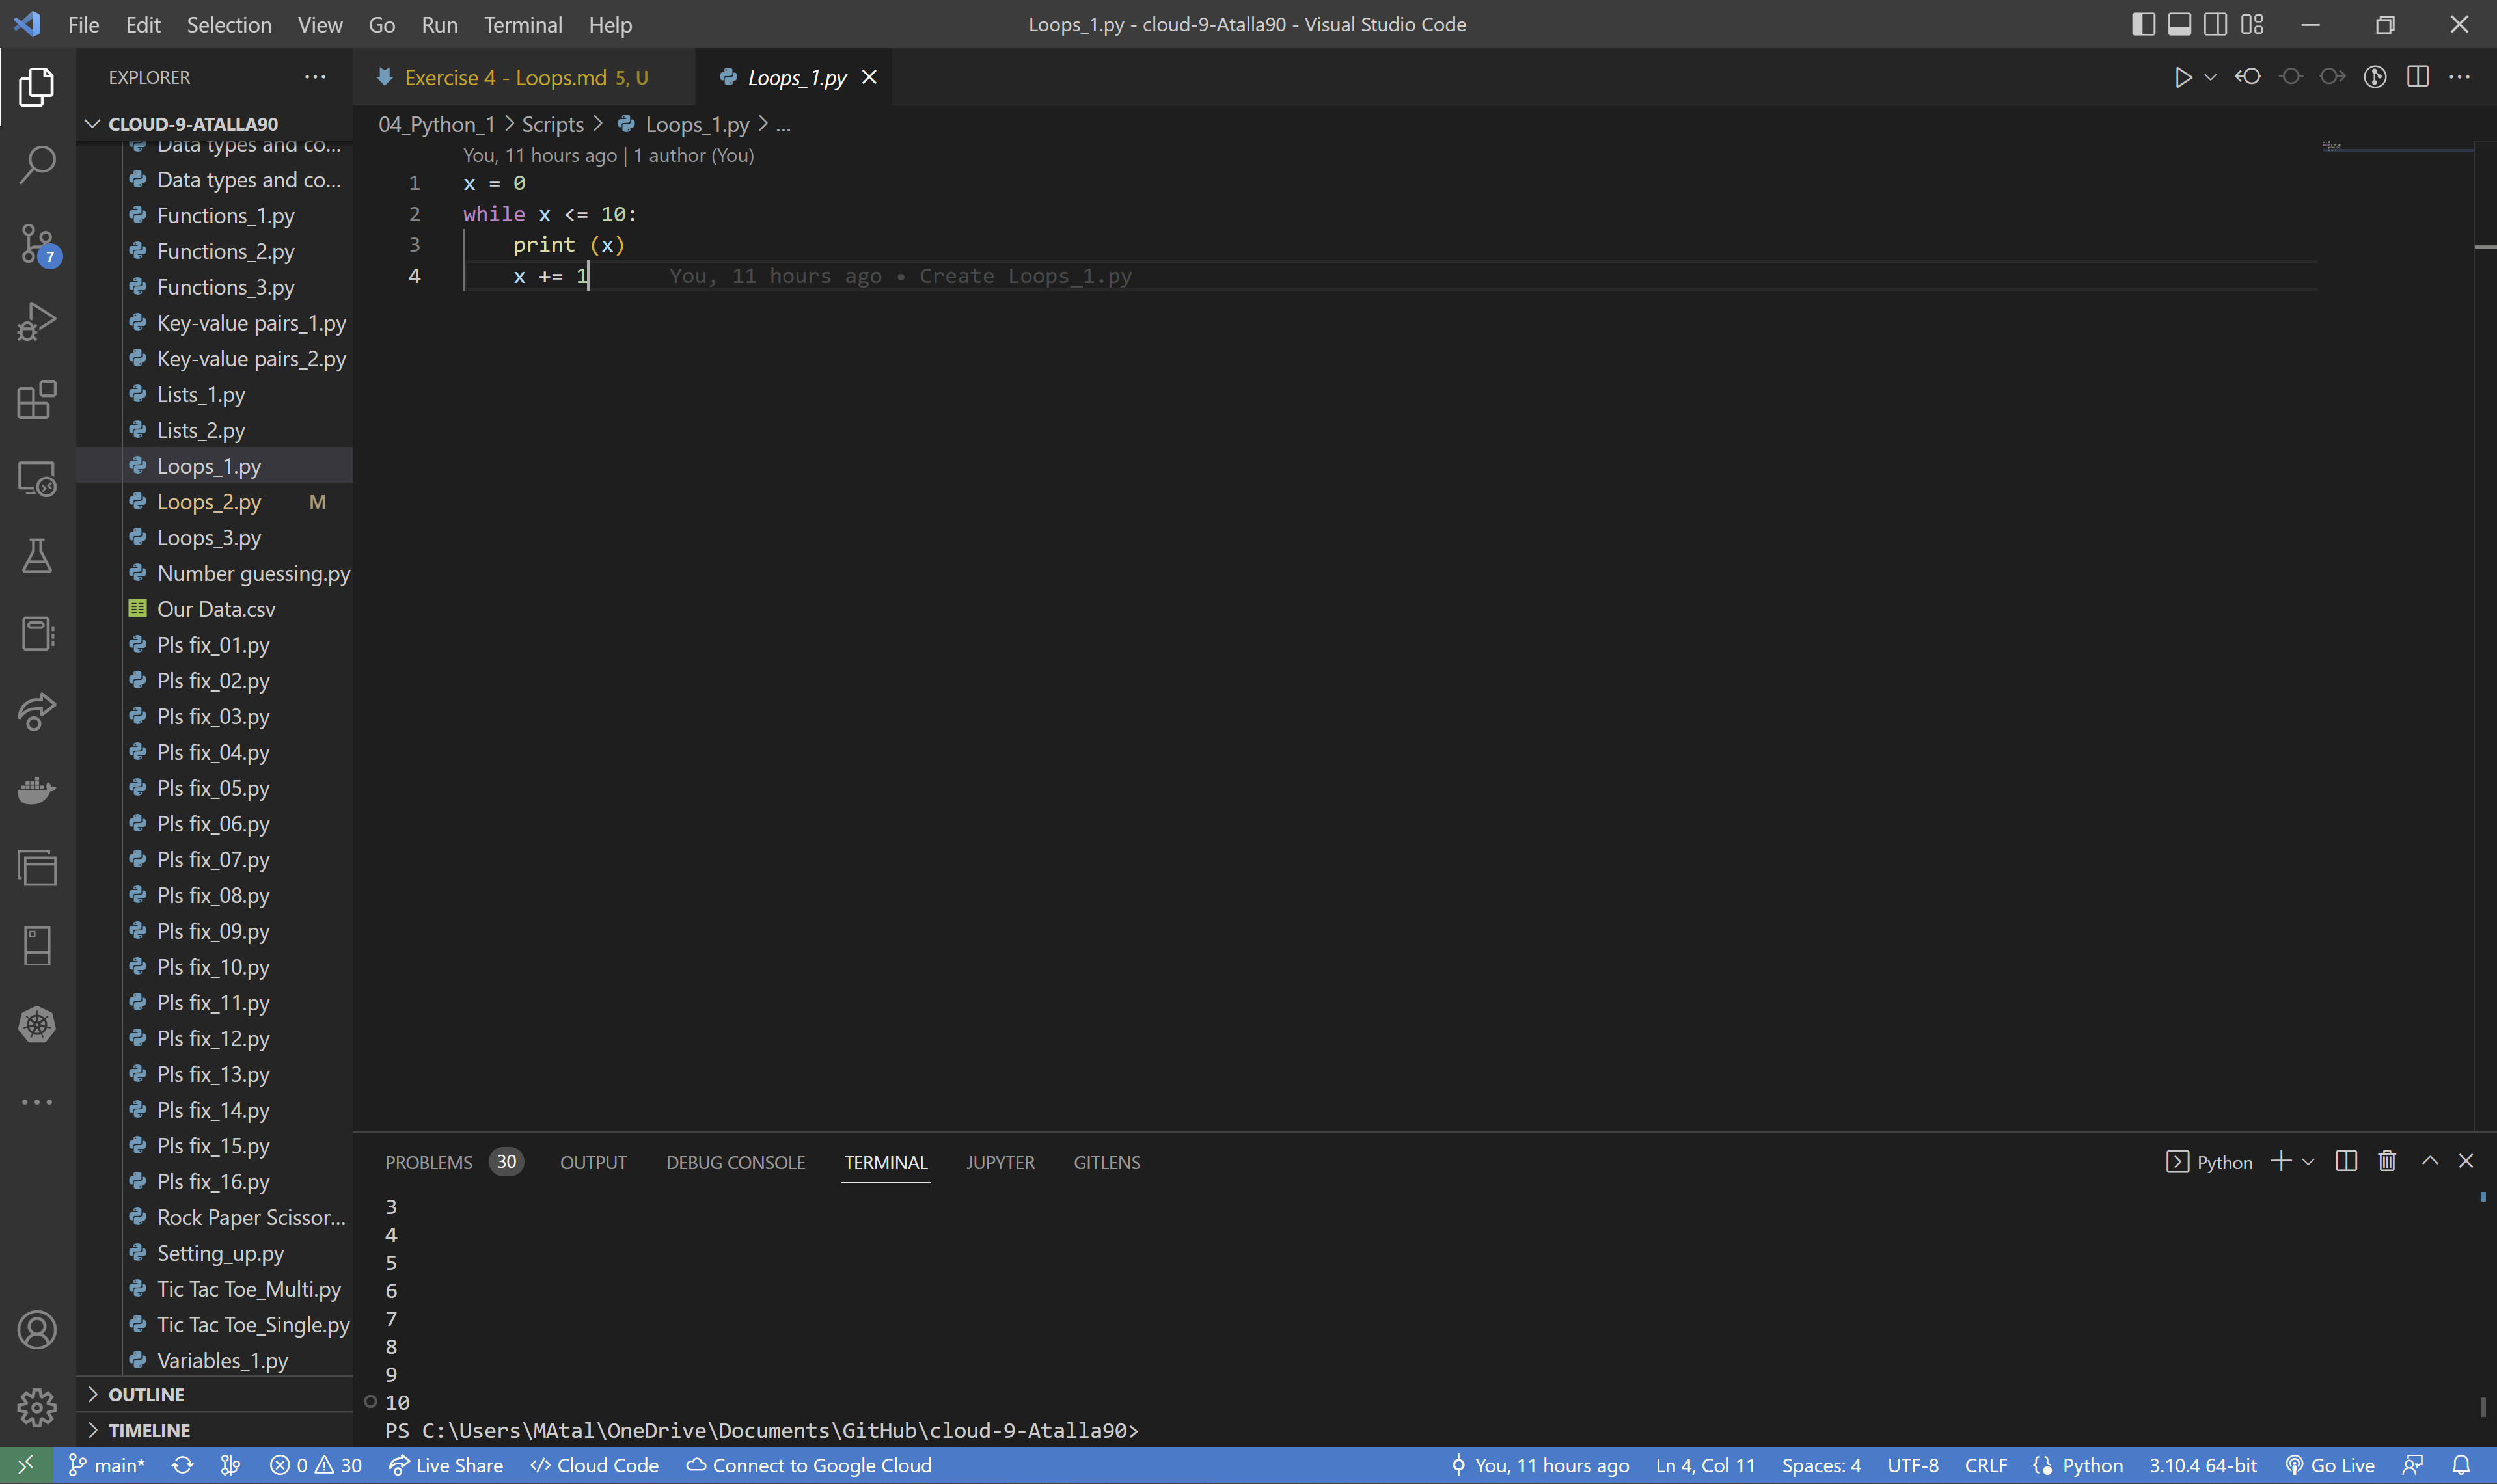 File Edit Selection View Go Run Terminal Help
Loops_1.py - cloud-9-Atalla90 - Visual Studio Code
EXPLORER
CLOUD-9-ATALLA90
Data types and co...
Data types and co...
Functions_1.py
Functions_2.py
Functions_3.py
Key-value pairs_1.py
Key-value pairs_2.py
Lists_1.py
Lists_2.py
Loops_1.py
Loops_2.py M
Loops_3.py
Number guessing.py
Our Data.csv
Pls fix_01.py
Pls fix_02.py
Pls fix_03.py
Pls fix_04.py
Pls fix_05.py
Pls fix_06.py
Pls fix_07.py
Pls fix_08.py
Pls fix_09.py
Pls fix_10.py
Pls fix_11.py
Pls fix_12.py
Pls fix_13.py
Pls fix_14.py
Pls fix_15.py
Pls fix_16.py
Rock Paper Scissor...
Setting_up.py
Tic Tac Toe_Multi.py
Tic Tac Toe_Single.py
Variables_1.py
OUTLINE
TIMELINE
7
Exercise 4 - Loops.md 5, U
Loops_1.py
04_Python_1 > Scripts > Loops_1.py > ...
You, 11 hours ago | 1 author (You)
1 x = 0
2 while x <= 10:
3 print (x)
4 x += 1 You, 11 hours ago • Create Loops_1.py
PROBLEMS 30 OUTPUT DEBUG CONSOLE TERMINAL JUPYTER GITLENS
Python
3
4
5
6
7
8
9
10
PS C:\Users\MAtal\OneDrive\Documents\GitHub\cloud-9-Atalla90>
main* 0 30 Live Share Cloud Code Connect to Google Cloud
You, 11 hours ago Ln 4, Col 11 Spaces: 4 UTF-8 CRLF Python 3.10.4 64-bit Go Live